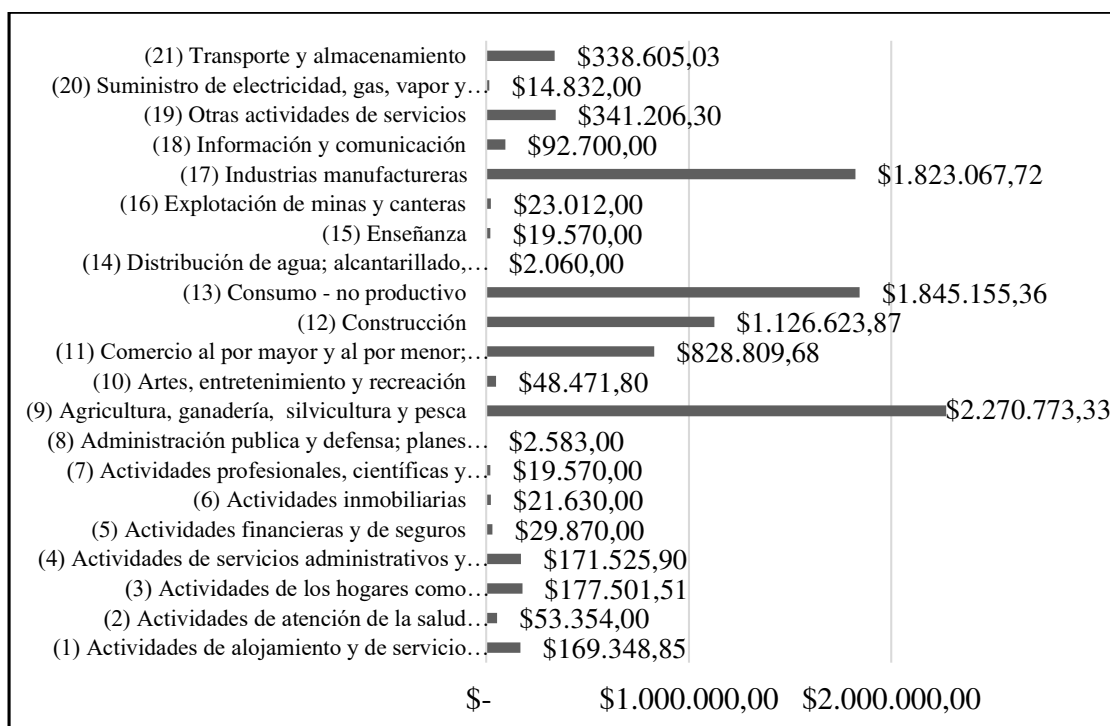 (21) Transporte y almacenamiento $338.605,03
(20) Suministro de electricidad, gas, vapor y… $14.832,00
(19) Otras actividades de servicios $341.206,30
(18) Información y comunicación $92.700,00
(17) Industrias manufactureras $1.823.067,72
(16) Explotación de minas y canteras $23.012,00
(15) Enseñanza $19.570,00
(14) Distribución de agua; alcantarillado,… $2.060,00
(13) Consumo - no productivo $1.845.155,36
(12) Construcción $1.126.623,87
(11) Comercio al por mayor y al por menor;… $828.809,68
(10) Artes, entretenimiento y recreación $48.471,80
(9) Agricultura, ganadería, silvicultura y pesca $2.270.773,33
(8) Administración publica y defensa; planes… $2.583,00
(7) Actividades profesionales, científicas y… $19.570,00
(6) Actividades inmobiliarias $21.630,00
(5) Actividades financieras y de seguros $29.870,00
(4) Actividades de servicios administrativos y… $171.525,90
(3) Actividades de los hogares como… $177.501,51
(2) Actividades de atención de la salud… $53.354,00
(1) Actividades de alojamiento y de servicio… $169.348,85
$- $1.000.000,00 $2.000.000,00